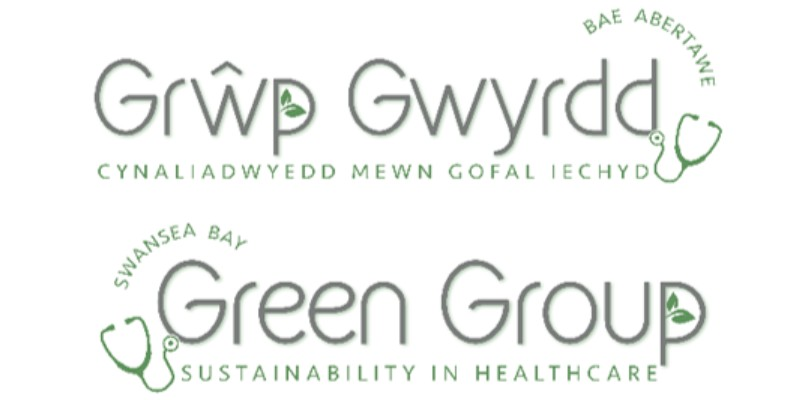 BAE ABERTAWE
Grŵp Gwyrdd
CYNALIADWYEDD MEWN GOFAL IECHYD
SWANSEA BAY
Green Group
SUSTAINABILITY IN HEALTHCARE